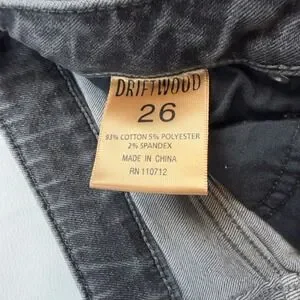 DRIFTWOOD
26
93% COTTON 5% POLYESTER
2% SPANDEX
MADE IN CHINA
RN 110712